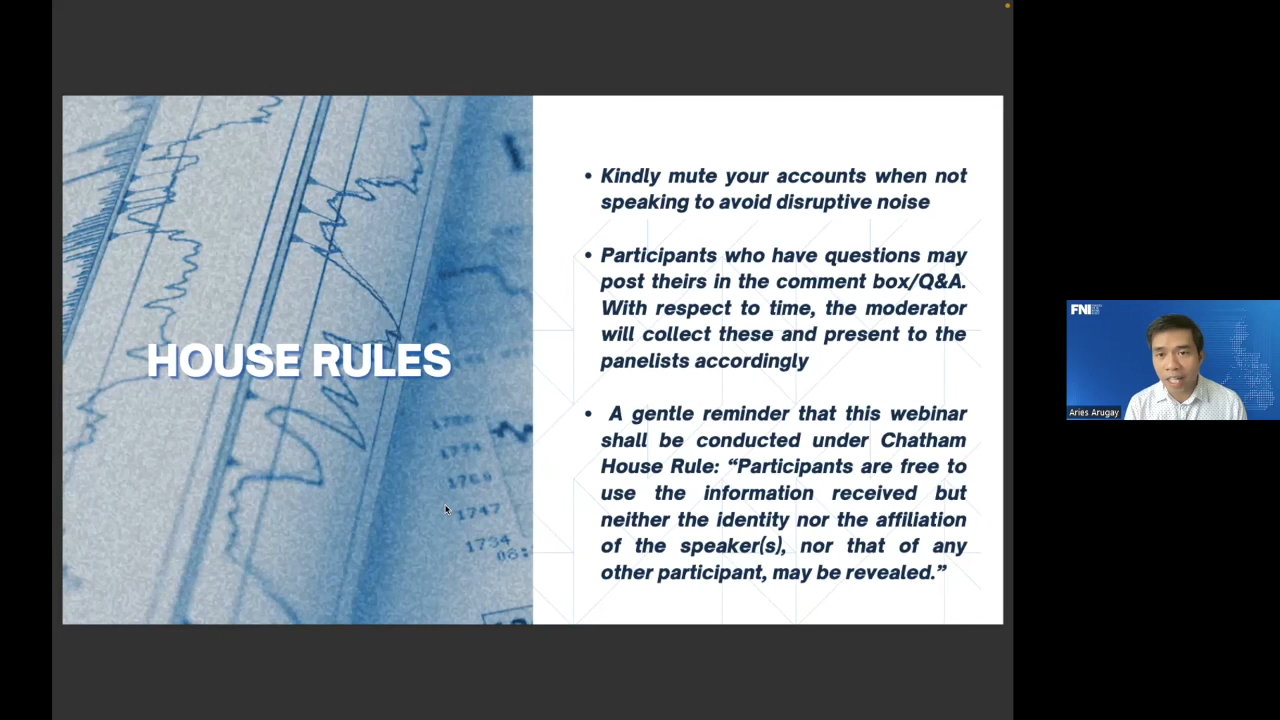 HOUSE RULES
• Kindly mute your accounts when not
speaking to avoid disruptive noise
• Participants who have questions may
post theirs in the comment box/Q&A.
With respect to time, the moderator
will collect these and present to the
panelists accordingly
• A gentle reminder that this webinar
shall be conducted under Chatham
House Rule: “Participants are free to
use the information received but
neither the identity nor the affiliation
of the speaker(s), nor that of any
other participant, may be revealed.”
1774
1760
1747
1734
FNI
Aries Arugay